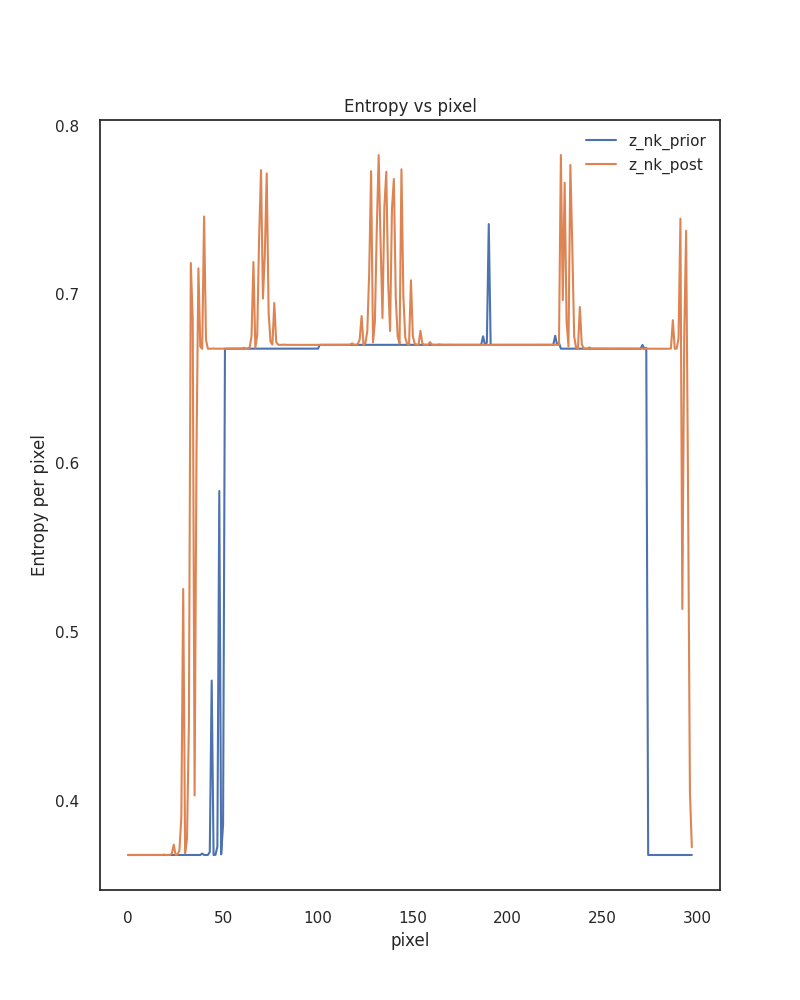 Entropy vs pixel
z_nk_prior
z_nk_post
Entropy per pixel
0.8
0.7
0.6
0.5
0.4
0 50 100 150 200 250 300
pixel